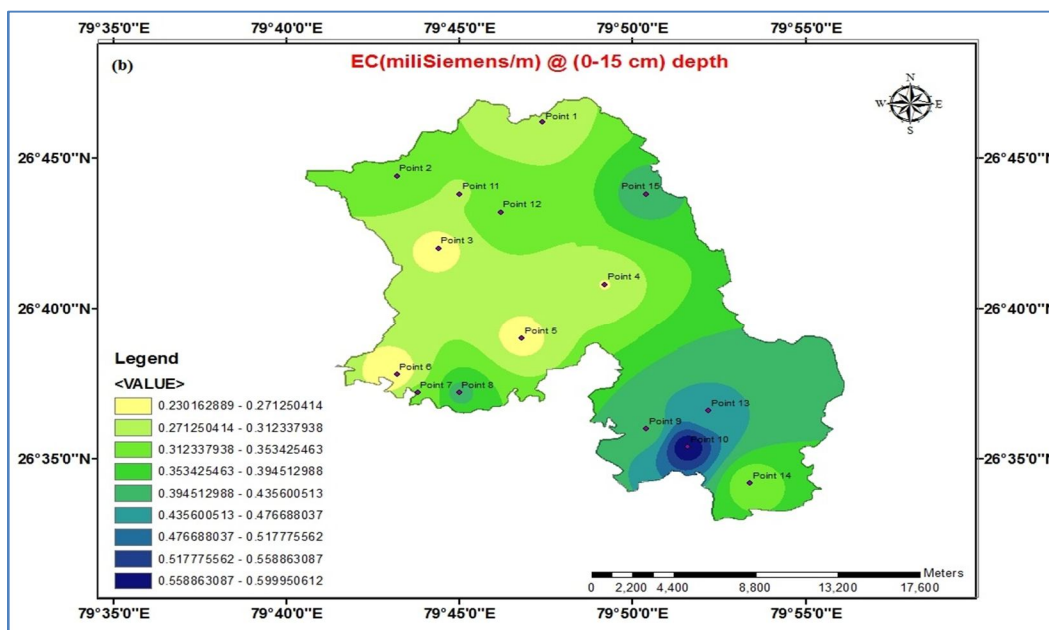 79°35'0"E 79°40'0"E 79°45'0"E 79°50'0"E 79°55'0"E
(b)
EC(miliSiemens/m) @ (0-15 cm) depth
N
W E
S
Point 1
26°45'0"N 26°45'0"N
Point 2
Point 11
Point 15
Point 12
Point 3
Point 4
26°40'0"N 26°40'0"N
Point 5
Point 6
Point 7 Point 8
Point 13
Point 9
Point 10
26°35'0"N 26°35'0"N
Point 14
Legend
<VALUE>
0.230162889 - 0.271250414
0.271250414 - 0.312337938
0.312337938 - 0.353425463
0.353425463 - 0.394512988
0.394512988 - 0.435600513
0.435600513 - 0.476688037
0.476688037 - 0.517775562
0.517775562 - 0.558863087
0.558863087 - 0.599950612
Meters
0 2,200 4,400 8,800 13,200 17,600
79°35'0"E 79°40'0"E 79°45'0"E 79°50'0"E 79°55'0"E